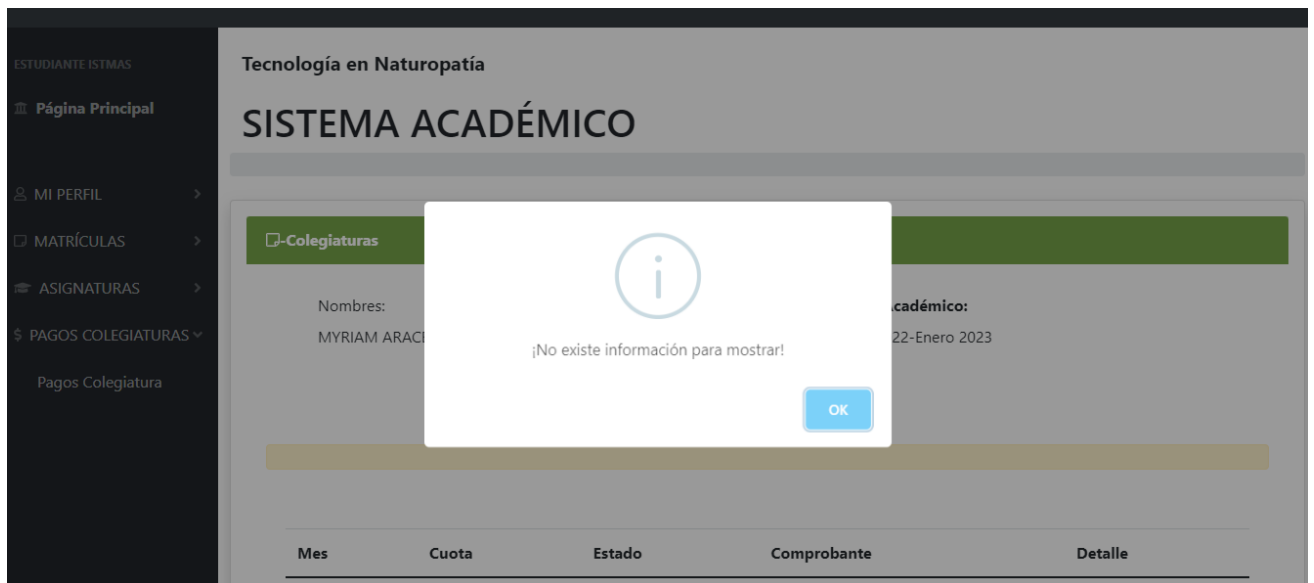 ESTUDIANTE ISTMAS
Página Principal
MI PERFIL
MATRÍCULAS
ASIGNATURAS
$ PAGOS COLEGIATURAS
Pagos Colegiatura
Tecnología en Naturopatía
SISTEMA ACADÉMICO
-Colegiaturas
Nombres:
MYRIAM
cadémico:
22-Enero 2023
¡No existe información para mostrar!
OK
Mes Cuota Estado Comprobante Detalle